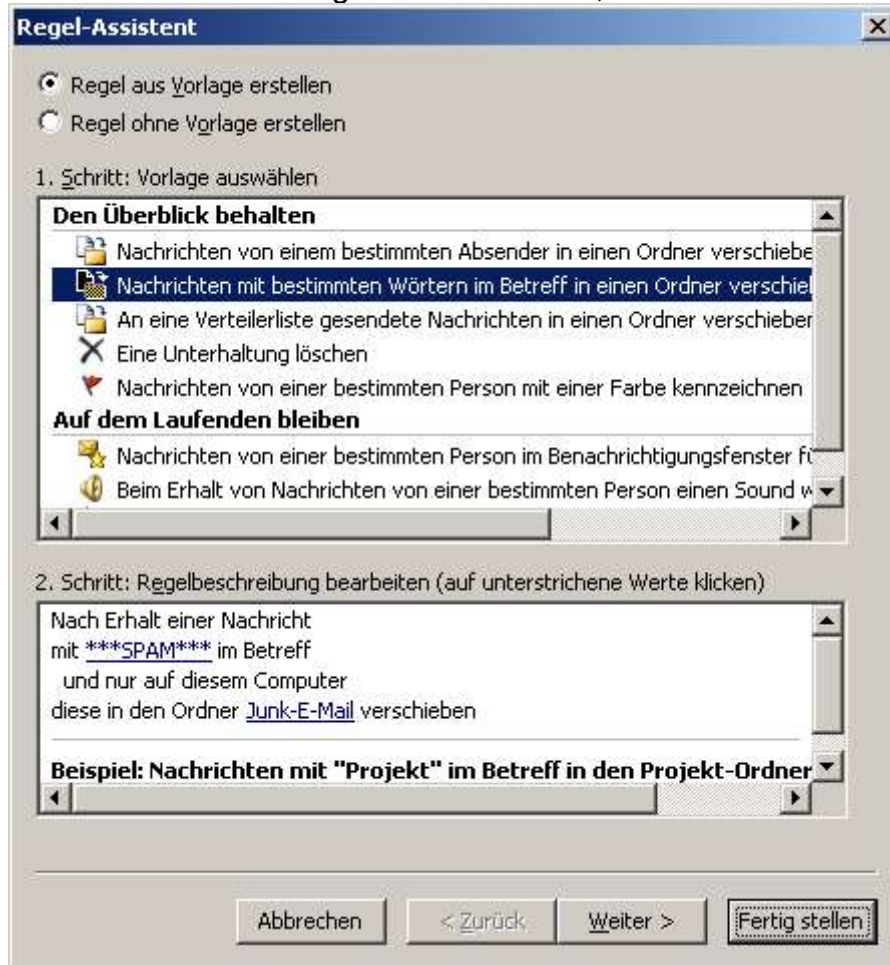 Regel-Assistent
Regel aus Vorlage erstellen
Regel ohne Vorlage erstellen
1. Schritt: Vorlage auswählen
Den Überblick behalten
Nachrichten von einem bestimmten Absender in einen Ordner verschiebe
Nachrichten mit bestimmten Wörtern im Betreff in einen Ordner verschie
An eine Verteilerliste gesendete Nachrichten in einen Ordner verschieben
Eine Unterhaltung löschen
Nachrichten von einer bestimmten Person mit einer Farbe kennzeichnen
Auf dem Laufenden bleiben
Nachrichten von einer bestimmten Person im Benachrichtigungsfenster
Beim Erhalt von Nachrichten von einer bestimmten Person einen Sound
2. Schritt: Regelbeschreibung bearbeiten (auf unterstrichene Werte klicken)
Nach Erhalt einer Nachricht
mit ***SPAM*** im Betreff
und nur auf diesem Computer
diese in den Ordner Junk-E-Mail verschieben
Beispiel: Nachrichten mit "Projekt" im Betreff in den Projekt-Ordner
Abbrechen < Zurück Weiter > Fertig stellen